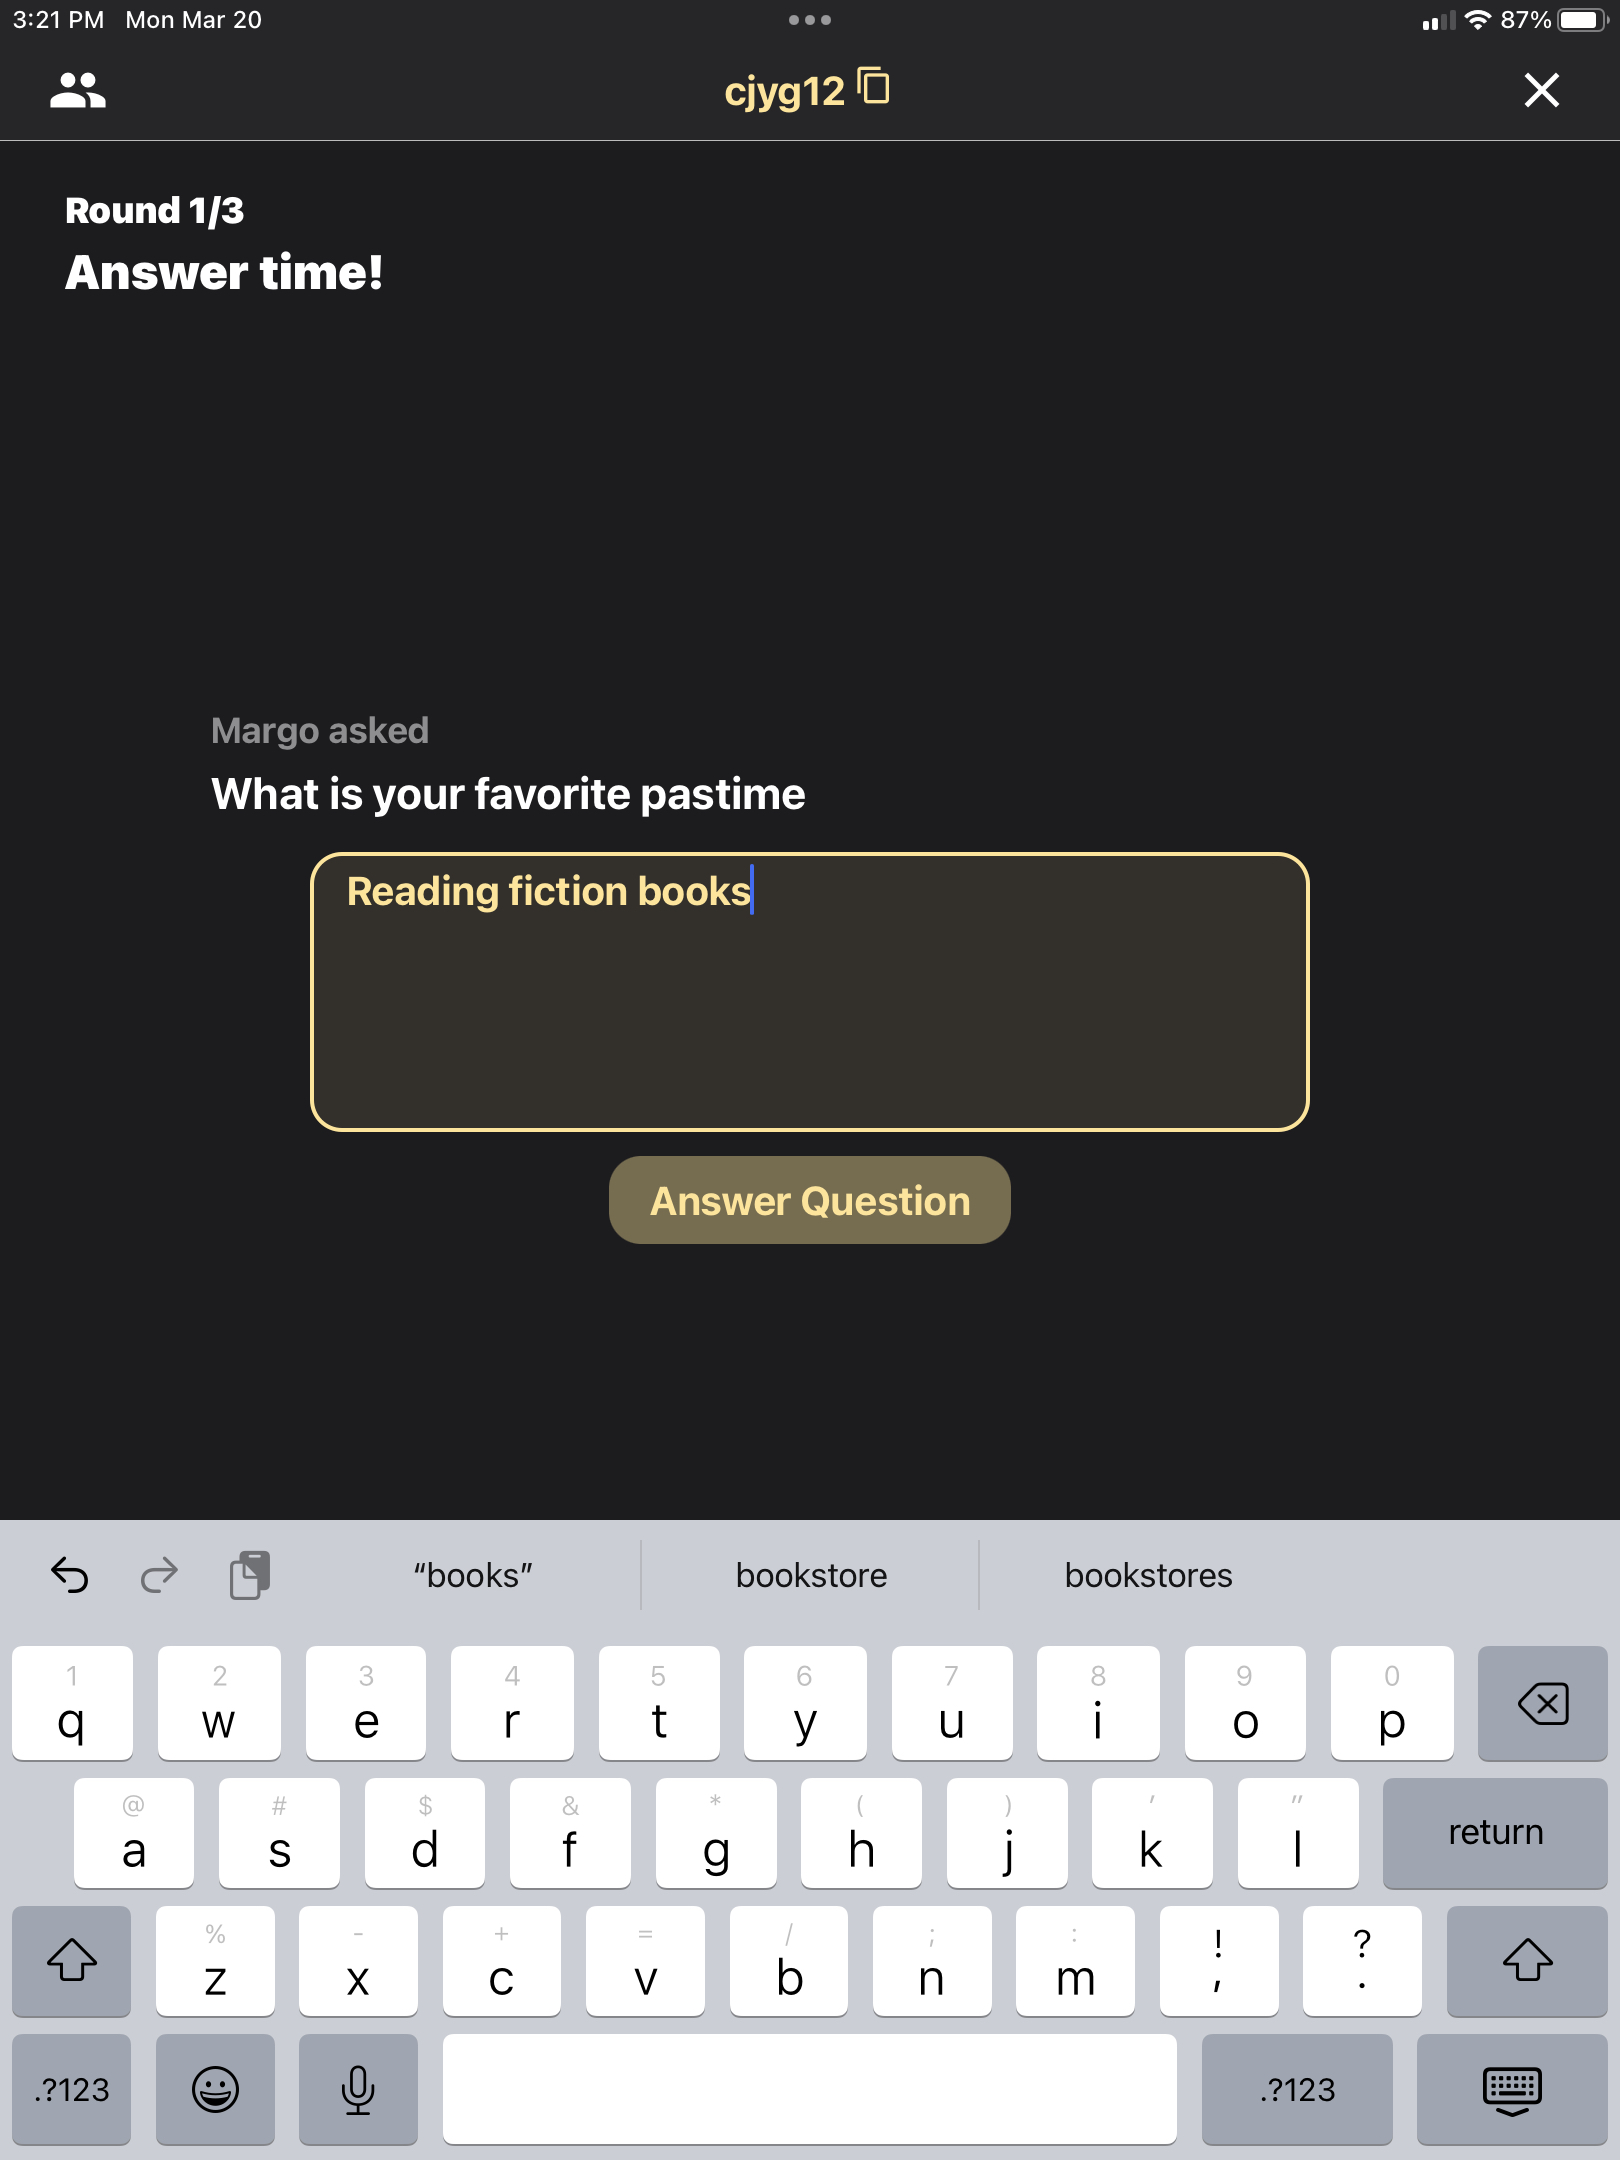 3:21 PM Mon Mar 20 87%
cjyg12
Round 1/3
Answer time!
Margo asked
What is your favorite pastime
Reading fiction books
Answer Question
“books” bookstore bookstores
1 2 3 4 5 6 7 8 9 0
q w e r t y u i o p
@ # $ & * ( ) ' "
a s d f g h j k l return
% - + = / ; : ! ?
z x c v b n m , .
.?123 .?123